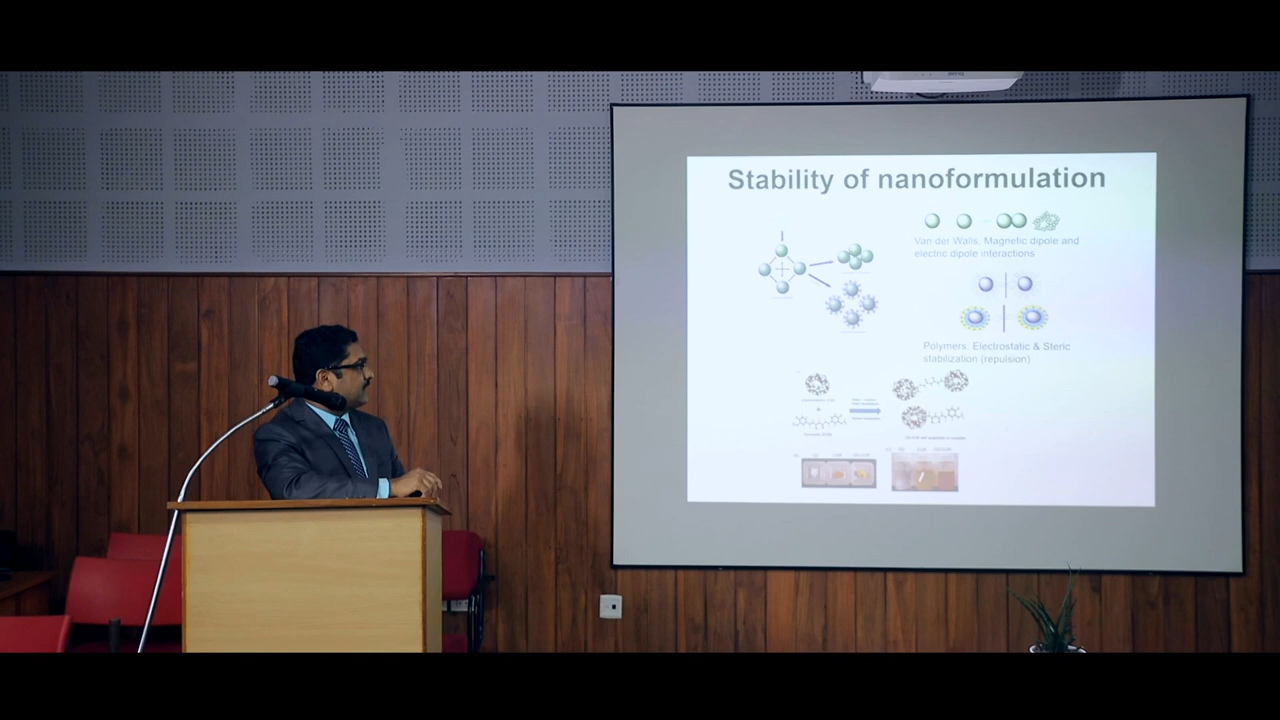 Stability of nanoformulation
Van der Walls, Magnetic dipole and
electric dipole interactions
Polymers, Electrostatic & Steric
stabilization (repulsion)